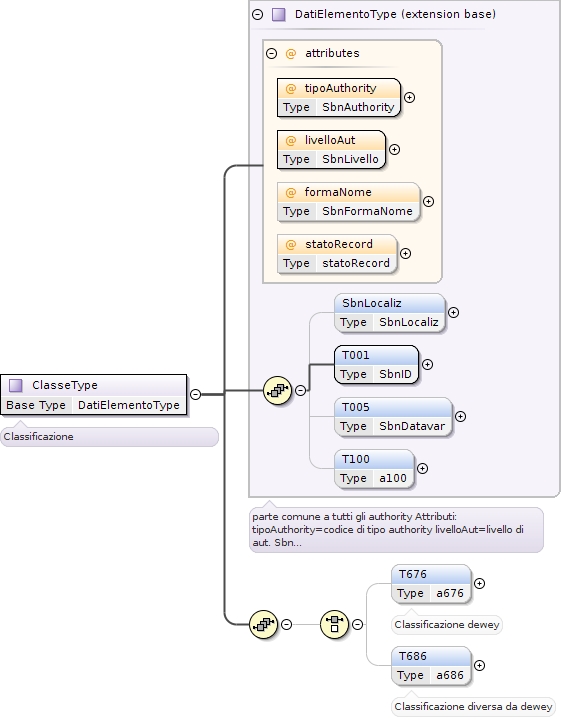 DatiElementoType (extension base)
@ attributes
@ tipoAuthority
Type SbnAuthority
@ livelloAut
Type SbnLivello
@ formaNome
Type SbnFormaNome
@ statoRecord
Type statoRecord
SbnLocaliz
Type SbnLocaliz
T001
Type SbnID
T005
Type SbnDatavar
T100
Type a100
ClasseType
Base Type DatiElementoType
Classificazione
parte comune a tutti gli authority Attributi:
tipoAuthority=codice di tipo authority livelloAut=livello di
aut. Sbn...
T676
Type a676
Classificazione dewey
T686
Type a686
Classificazione diversa da dewey